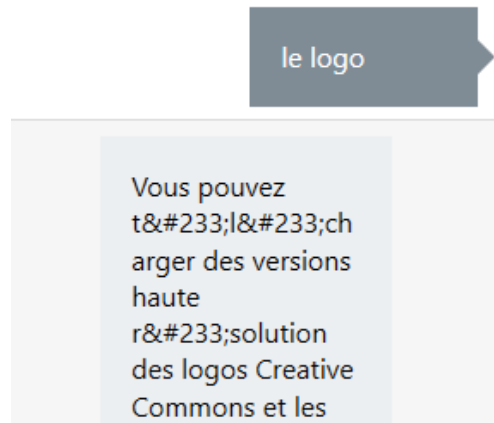 le logo
Vous pouvez
t&#233;l&#233;ch
arger des versions
haute
r&#233;solution
des logos Creative
Commons et les